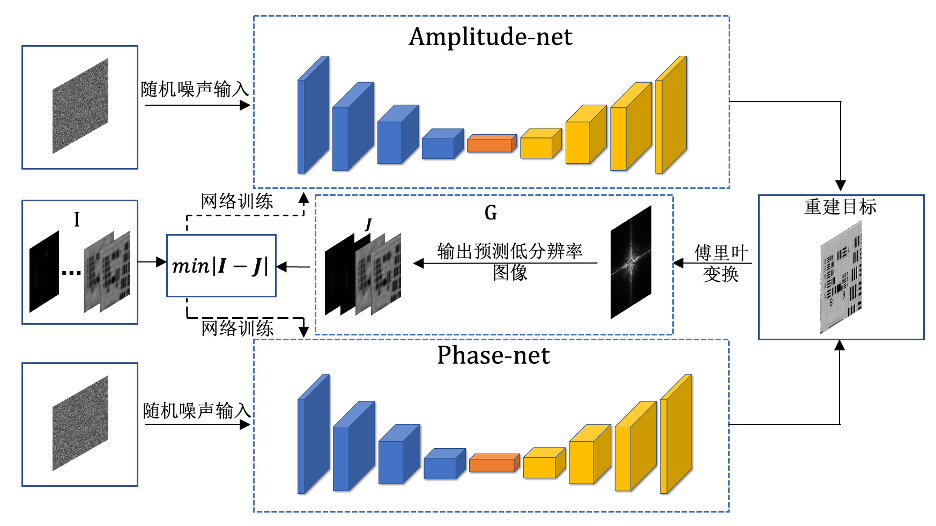 Amplitude-net
随机噪声输入
网络训练
I
G
重建目标
J
min|I − J|
输出预测低分辨率
图像
傅里叶
变换
网络训练
Phase-net
随机噪声输入